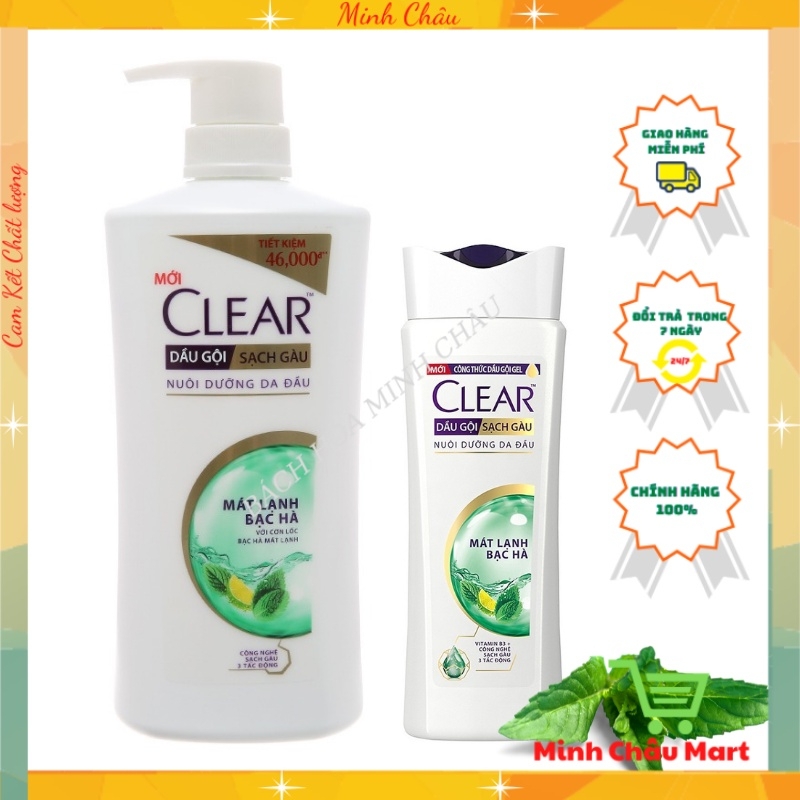 Minh Châu
Cam Kết Chất lượng
TIẾT KIỆM
46,000đ**
MỚI
CLEAR™
DẦU GỘI SẠCH GÀU
NUÔI DƯỠNG DA ĐẦU
MÁT LẠNH
BẠC HÀ
VỚI CƠN LỐC
BẠC HÀ MÁT LẠNH
CÔNG NGHỆ
SẠCH GÀU
3 TÁC ĐỘNG
MỚI CÔNG THỨC DẦU GỘI GEL
CLEAR™
DẦU GỘI SẠCH GÀU
NUÔI DƯỠNG DA ĐẦU
MÁT LẠNH
BẠC HÀ
VITAMIN B3 +
CÔNG NGHỆ
SẠCH GÀU
3 TÁC ĐỘNG
MINH CHÂU
GIAO HÀNG
MIỄN PHÍ
ĐỔI TRẢ TRONG
7 NGÀY
24/7
CHÍNH HÃNG
100%
Minh Châu Mart